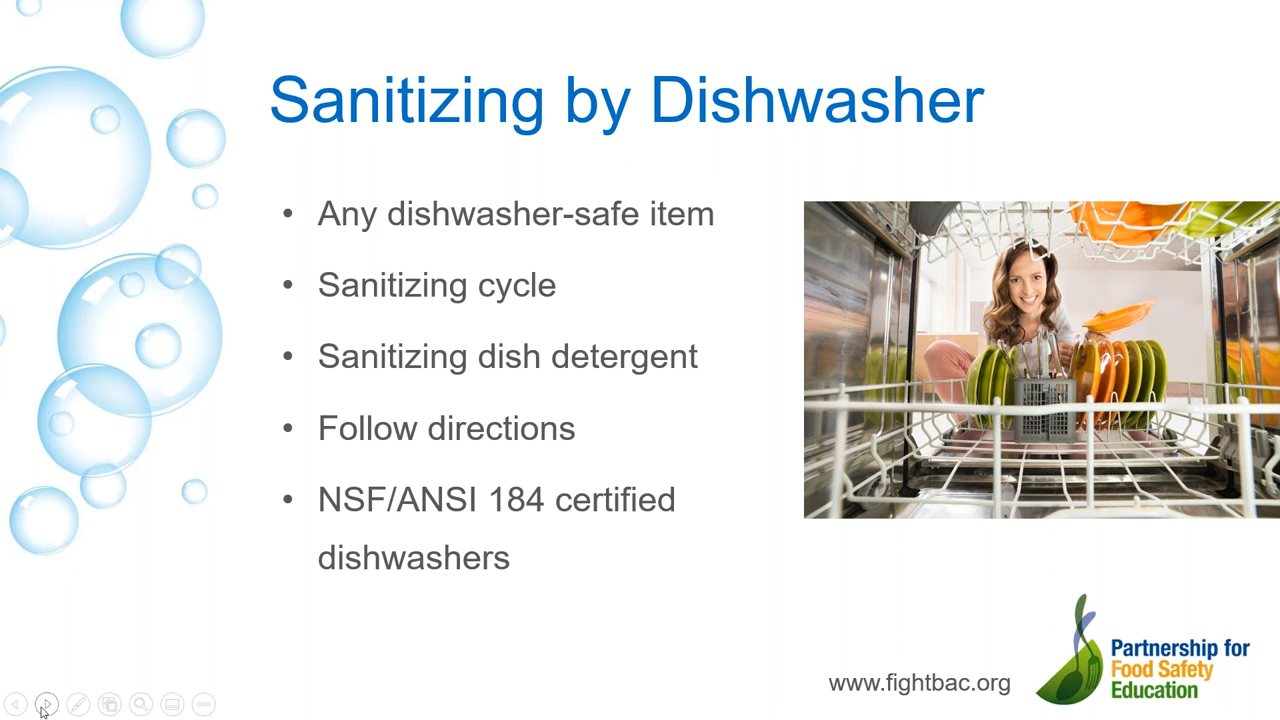 Sanitizing by Dishwasher
• Any dishwasher-safe item
• Sanitizing cycle
• Sanitizing dish detergent
• Follow directions
• NSF/ANSI 184 certified
dishwashers
www.fightbac.org
Partnership for
Food Safety
Education